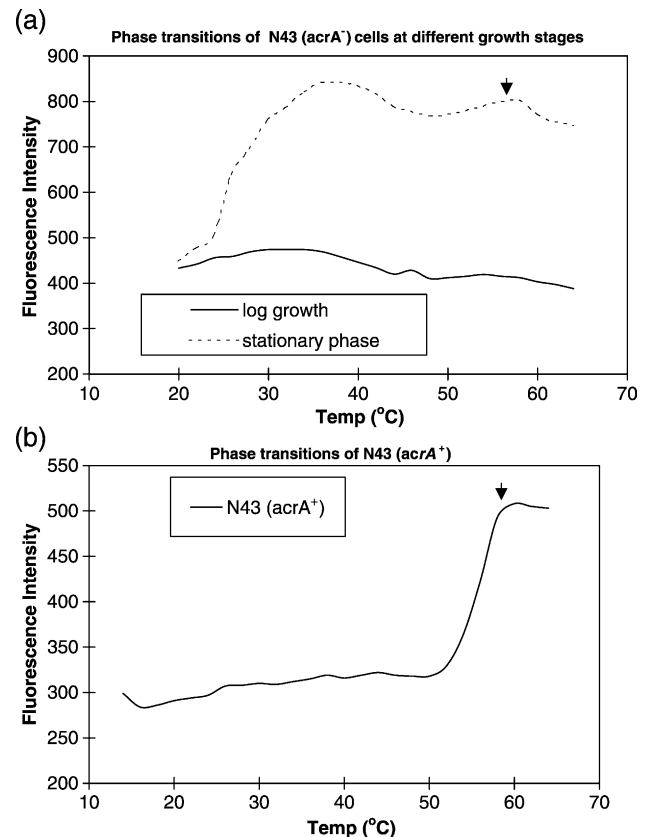 (a)
Phase transitions of N43 (acrA-) cells at different growth stages
Fluorescence Intensity
900
800
700
600
500
400
300
200
log growth
stationary phase
10 20 30 40 50 60 70
Temp (oC)
(b)
Phase transitions of N43 (acrA+)
Fluorescence Intensity
550
500
450
400
350
300
250
200
N43 (acrA+)
10 20 30 40 50 60 70
Temp (oC)